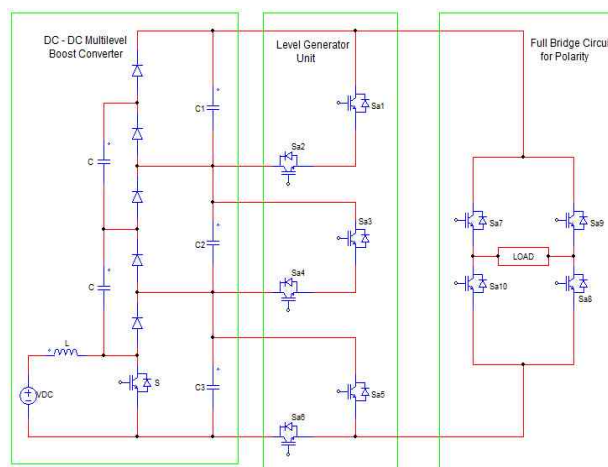 DC - DC Multilevel
Boost Converter
Level Generator
Unit
Full Bridge Circui
for Polarity
C1
Sa1
Sa2
C
Sa3
Sa7
Sa9
C2
LOAD
Sa4
C
Sa10
Sa8
L
S
C3
Sa5
VDC
Sa6